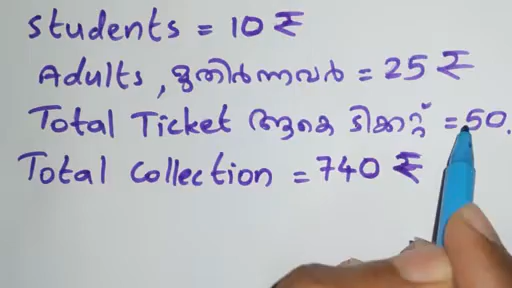 Students = 10 ₹
Adults, മുതിർന്നവർ = 25 ₹
Total Ticket ആകെ ടിക്കറ്റ് = 50.
Total Collection = 740 ₹